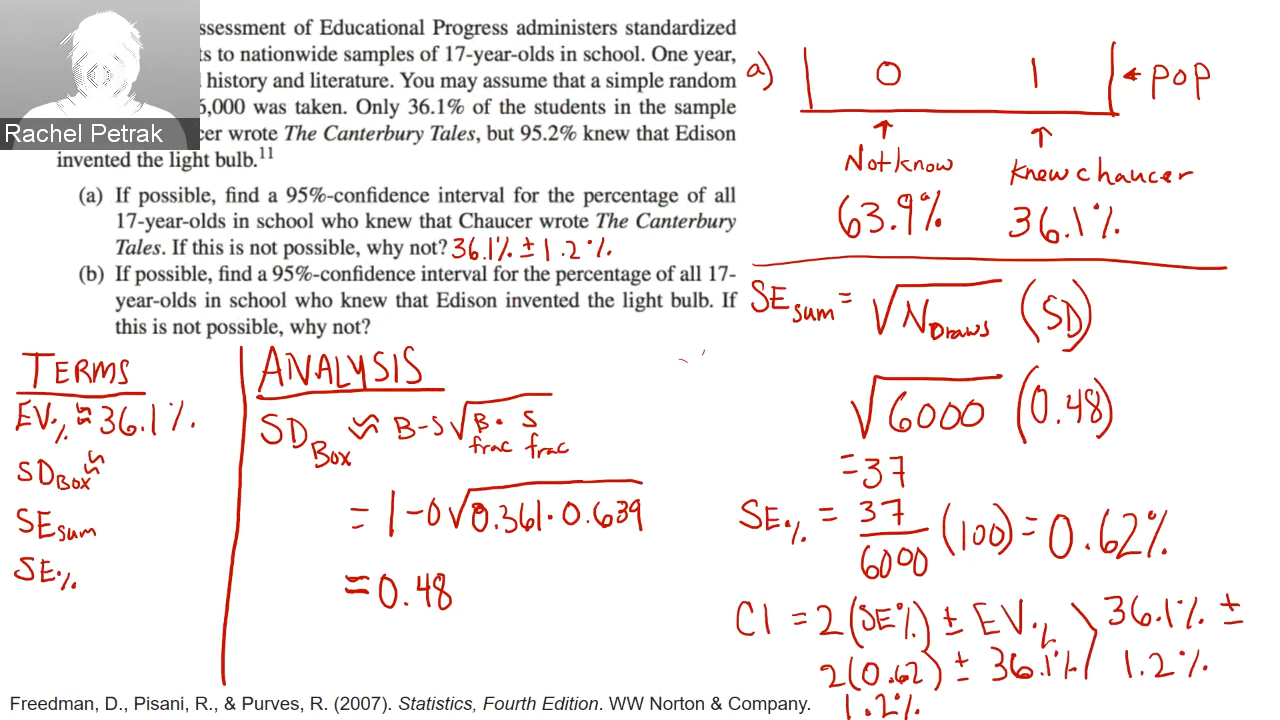 ssessment of Educational Progress administers standardized
ts to nationwide samples of 17-year-olds in school. One year,
history and literature. You may assume that a simple random
6,000 was taken. Only 36.1% of the students in the sample
Rachel Petrak
cer wrote The Canterbury Tales, but 95.2% knew that Edison
invented the light bulb.11
(a) If possible, find a 95%-confidence interval for the percentage of all
17-year-olds in school who knew that Chaucer wrote The Canterbury
Tales. If this is not possible, why not? 36.1% ± 1.2%.
(b) If possible, find a 95%-confidence interval for the percentage of all 17-
year-olds in school who knew that Edison invented the light bulb. If
this is not possible, why not?
TERMS
EV% ≈ 36.1%.
SD Box ≈
SE sum
SE%
ANALYSIS
SD Box ≈ B-S √B frac · S frac
= 1-0 √0.361 · 0.639
= 0.48
a) 0 1 ← POP
↑ ↑
Not know Knew chaucer
63.9% 36.1%
SE sum = √N Draws (SD)
√6000 (0.48)
= 37
SE% = 37/6000 (100) = 0.62%
CI = 2 (SE%) ± EV% 36.1% ±
2(0.62) ± 36.1% 1.2%
1.2%
Freedman, D., Pisani, R., & Purves, R. (2007). Statistics, Fourth Edition. WW Norton & Company.